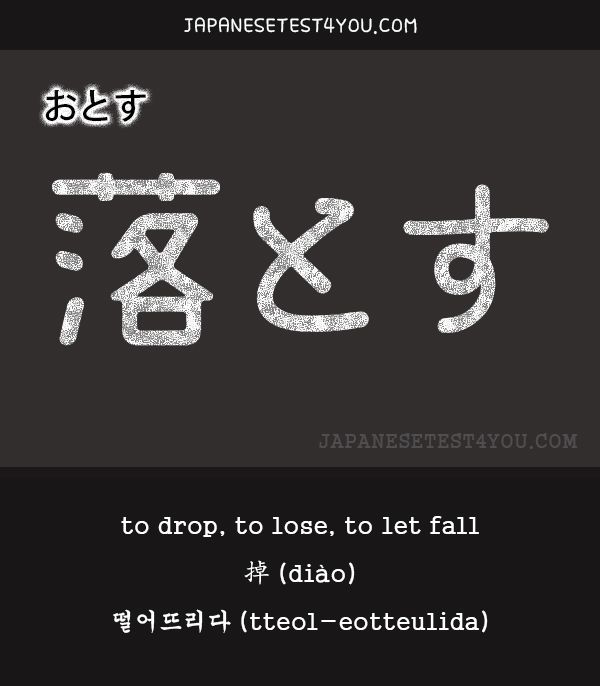 JAPANESETEST4YOU.COM
おとす
落とす
JAPANESETEST4YOU.COM
to drop, to lose, to let fall
掉 (diào)
떨어뜨리다 (tteol-eotteulida)